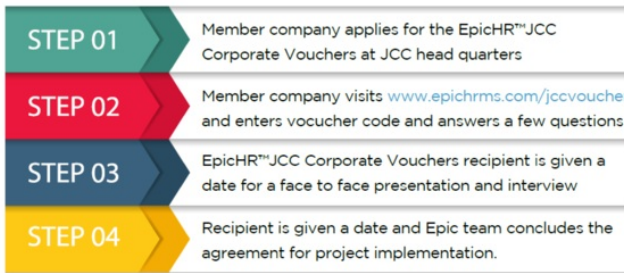 STEP 01
Member company applies for the EpicHR™JCC
Corporate Vouchers at JCC head quarters
STEP 02
Member company visits www.epichrms.com/jccvouche
and enters vocucher code and answers a few questions
STEP 03
EpicHR™JCC Corporate Vouchers recipient is given a
date for a face to face presentation and interview
STEP 04
Recipient is given a date and Epic team concludes the
agreement for project implementation.